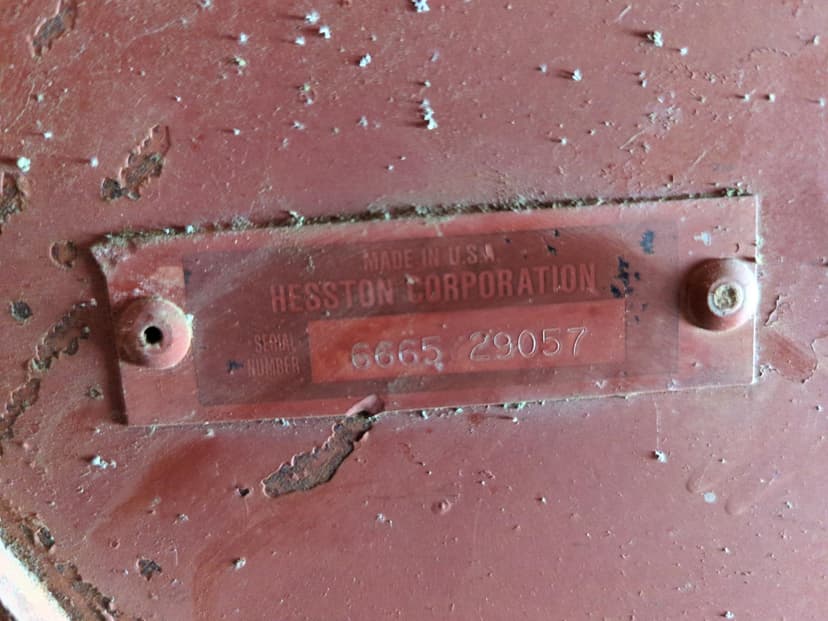 MADE IN U.S.A.
HESSTON CORPORATION
SERIAL
NUMBER
6665 29057